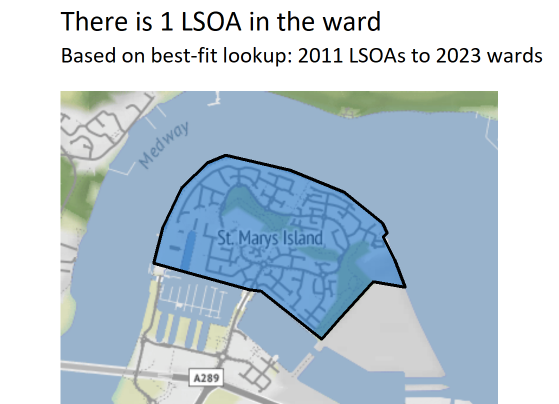 There is 1 LSOA in the ward
Based on best-fit lookup: 2011 LSOAs to 2023 wards
Medway
St. Marys Island
A289